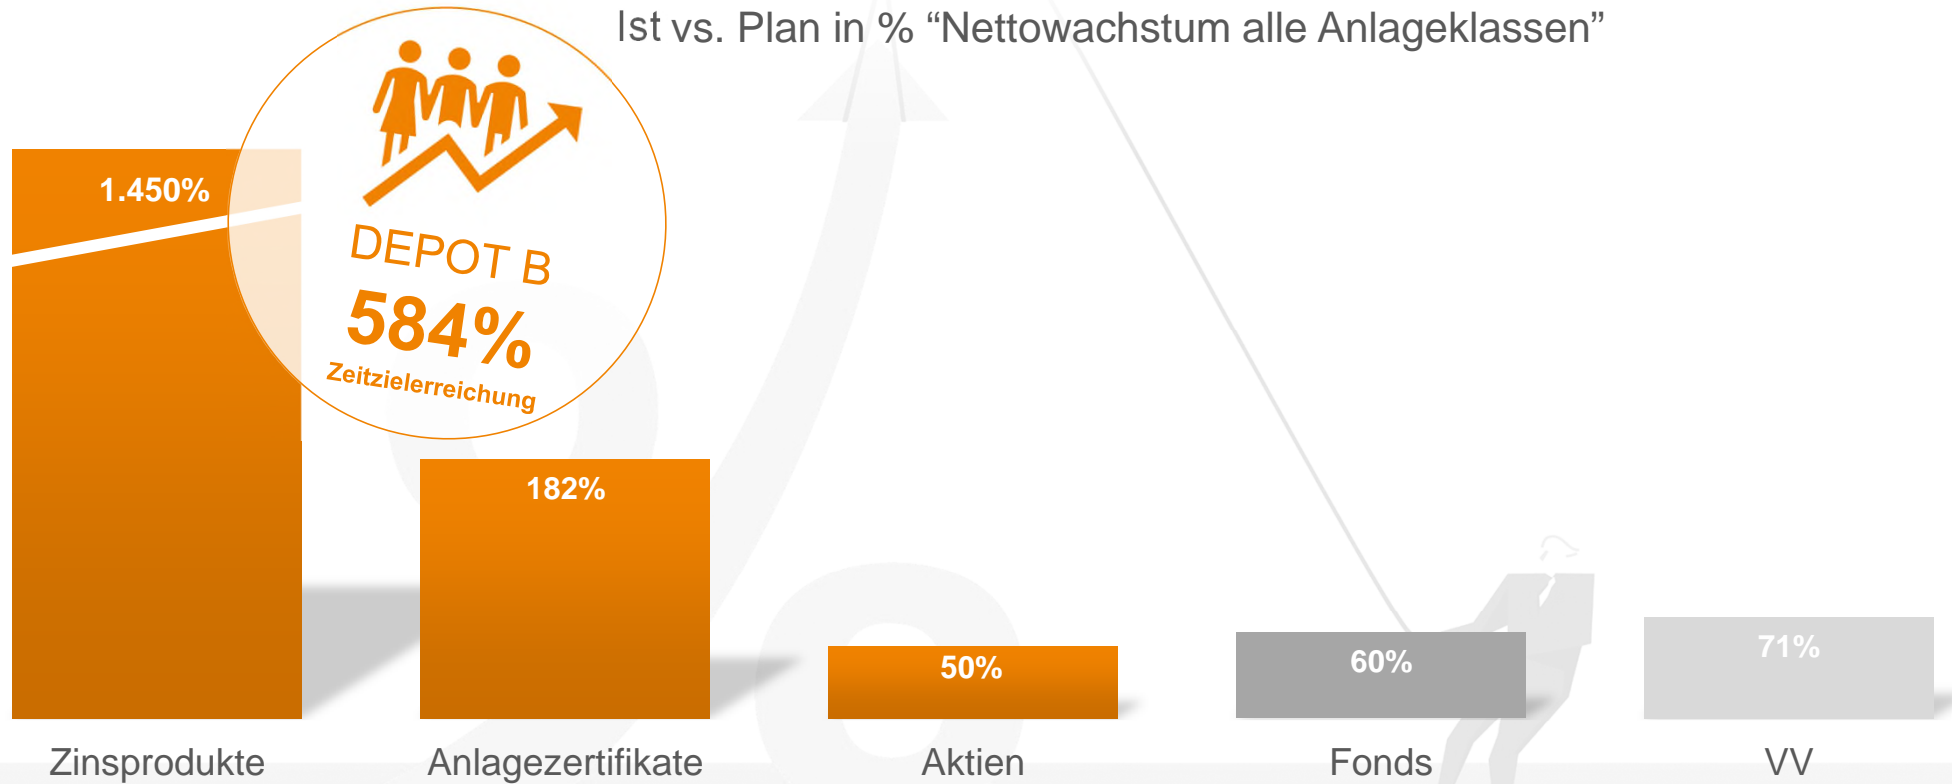 Ist vs. Plan in % “Nettowachstum alle Anlageklassen”
1.450%
DEPOT B
584%
Zeitzielerreichung
182%
50%
60%
71%
Zinsprodukte
Anlagezertifikate
Aktien
Fonds
VV